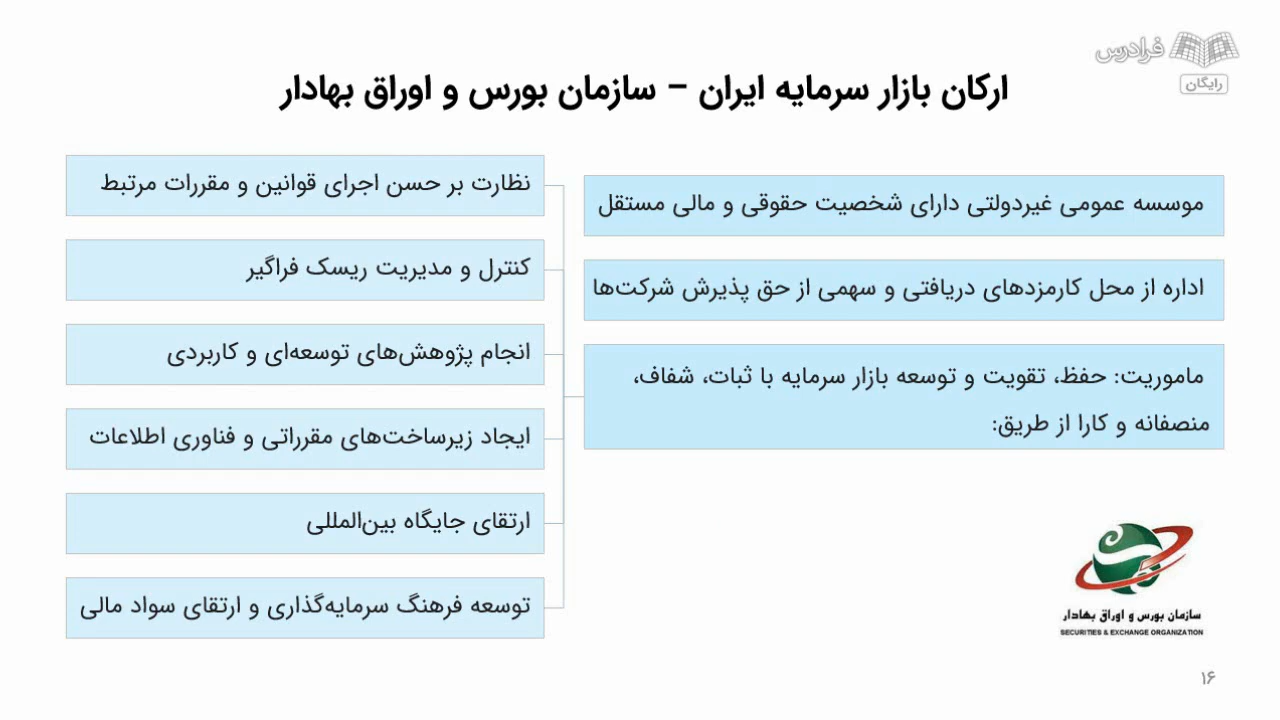 فرادرس
رایگان
ارکان بازار سرمایه ایران – سازمان بورس و اوراق بهادار
موسسه عمومی غیردولتی دارای شخصیت حقوقی و مالی مستقل
اداره از محل کارمزدهای دریافتی و سهمی از حق پذیرش شرکت‌ها
ماموریت: حفظ، تقویت و توسعه بازار سرمایه با ثبات، شفاف،
منصفانه و کارا از طریق:
نظارت بر حسن اجرای قوانین و مقررات مرتبط
کنترل و مدیریت ریسک فراگیر
انجام پژوهش‌های توسعه‌ای و کاربردی
ایجاد زیرساخت‌های مقرراتی و فناوری اطلاعات
ارتقای جایگاه بین‌المللی
توسعه فرهنگ سرمایه‌گذاری و ارتقای سواد مالی
سازمان بورس و اوراق بهادار
SECURITIES & EXCHANGE ORGANIZATION
۱۶